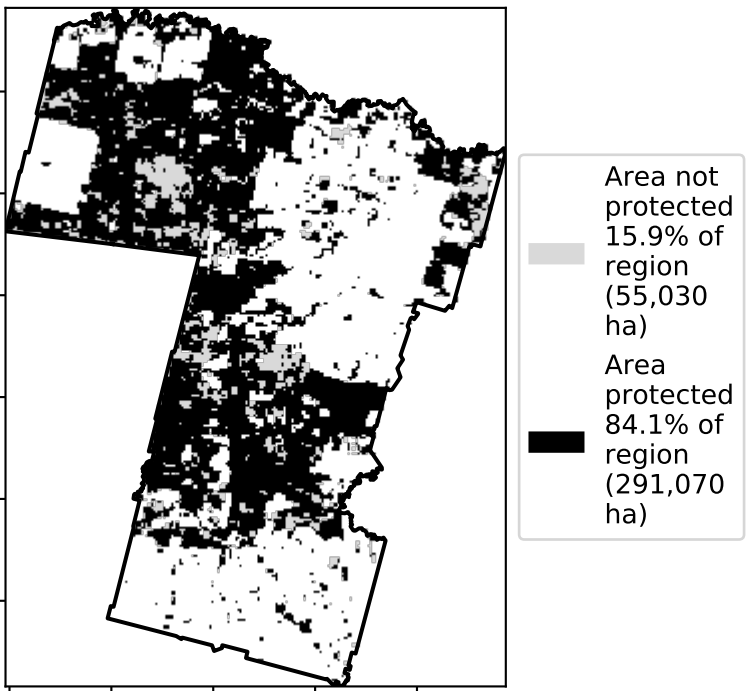 Area not
protected
15.9% of
region
(55,030
ha)
Area
protected
84.1% of
region
(291,070
ha)